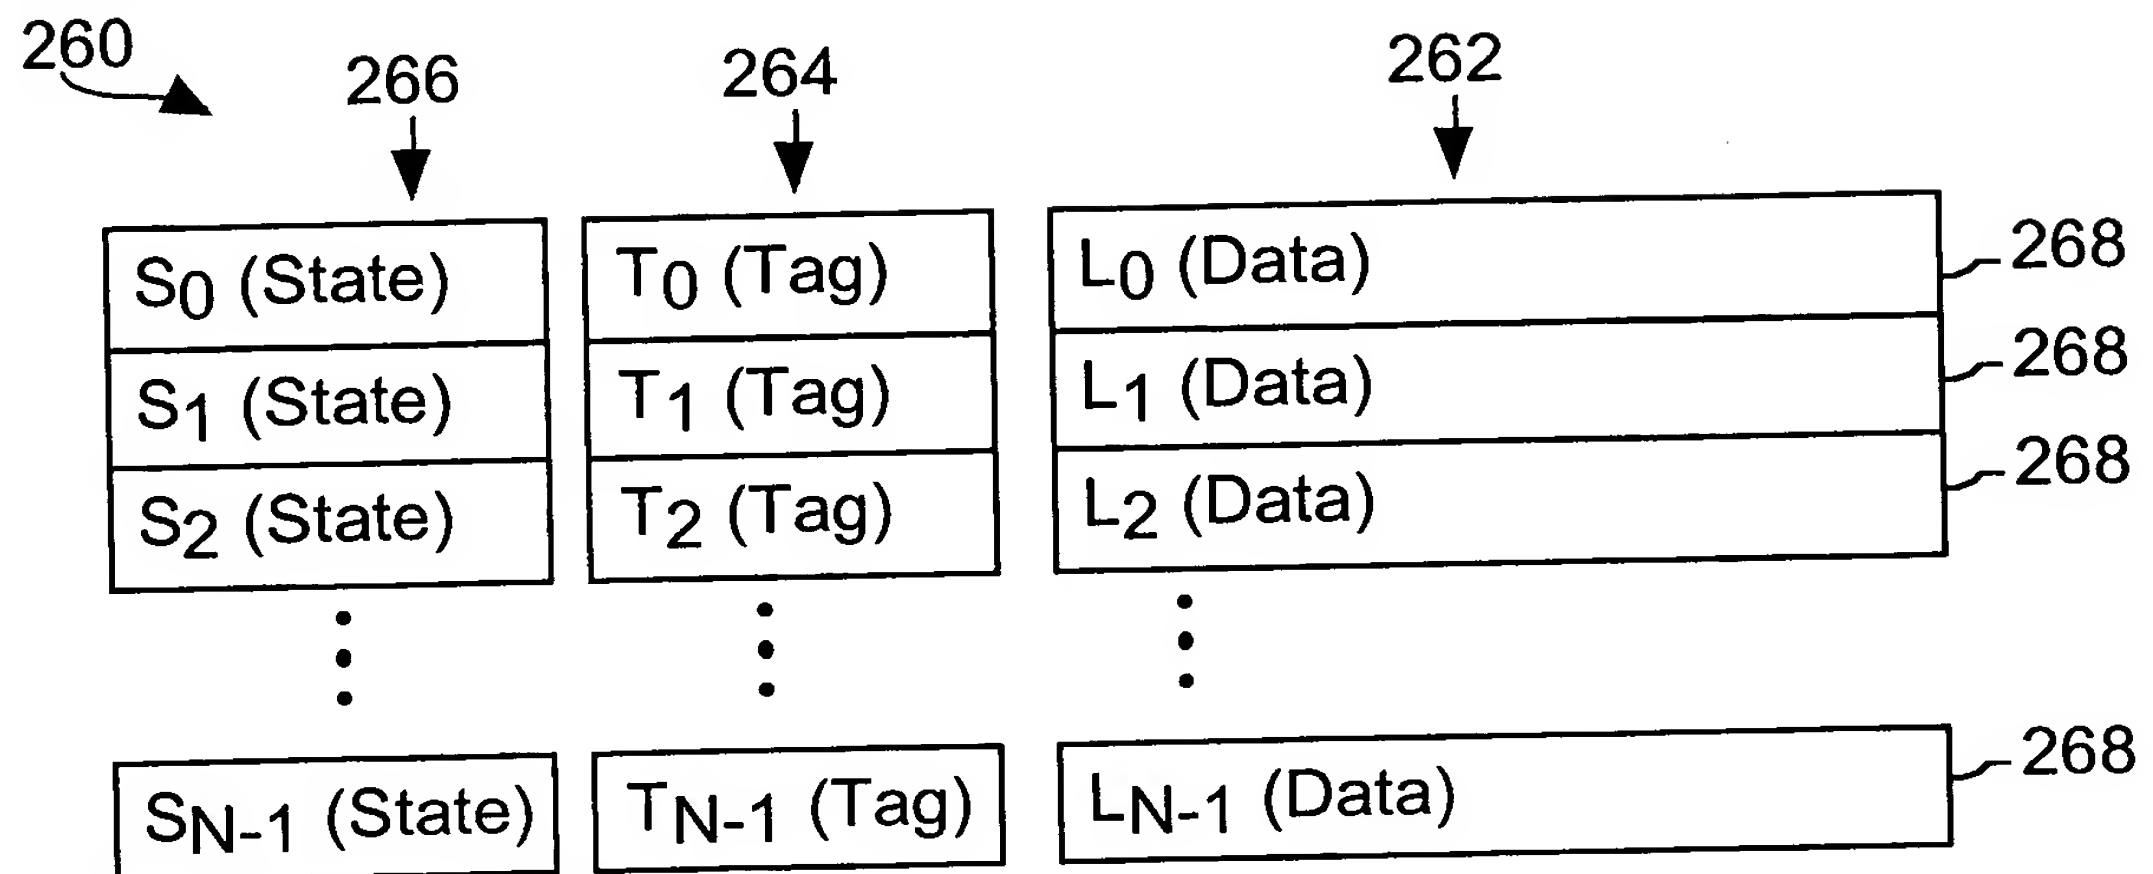 260
266
264
262
S0 (State) T0 (Tag) L0 (Data) 268
S1 (State) T1 (Tag) L1 (Data) 268
S2 (State) T2 (Tag) L2 (Data) 268
SN-1 (State) TN-1 (Tag) LN-1 (Data) 268